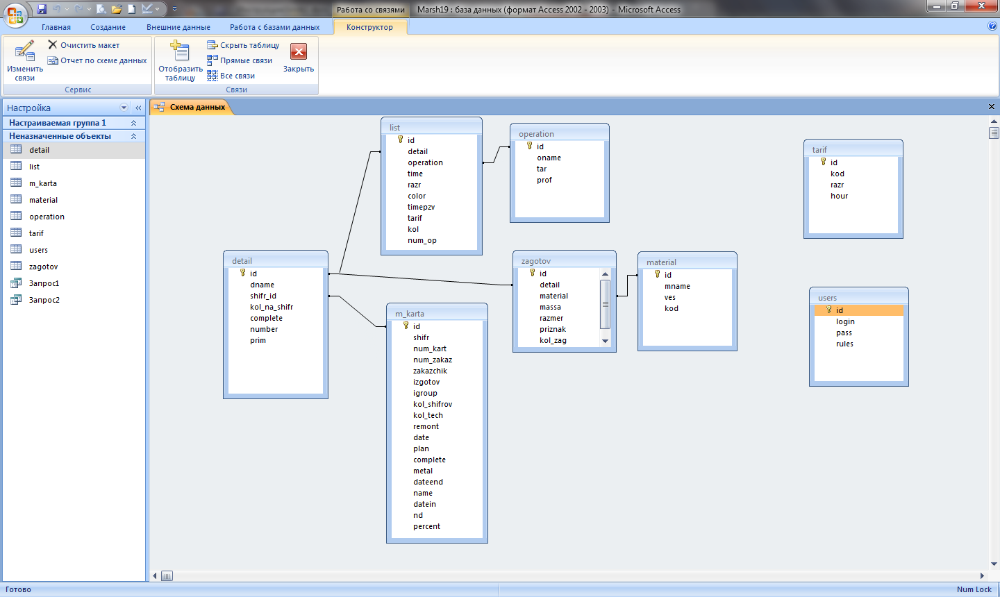 Работа со связями
Marsh19 : база данных (формат Access 2002 - 2003) - Microsoft Access
Главная
Создание
Внешние данные
Работа с базами данных
Конструктор
Изменить связи
Очистить макет
Отчет по схеме данных
Сервис
Отобразить таблицу
Скрыть таблицу
Прямые связи
Все связи
Закрыть
Связи
Настройка
Настраиваемая группа 1
Неназначенные объекты
detail
list
m_karta
material
operation
tarif
users
zagotov
Запрос1
Запрос2
Схема данных
list
id
detail
operation
time
razr
color
timepzv
tarif
kol
num_op
operation
id
oname
tar
prof
tarif
id
kod
razr
hour
detail
id
dname
shifr_id
kol_na_shifr
complete
number
prim
zagotov
id
detail
material
massa
razmer
priznak
kol_zag
material
id
mname
ves
kod
users
id
login
pass
rules
m_karta
id
shifr
num_kart
num_zakaz
zakazchik
izgotov
igroup
kol_shifrov
kol_tech
remont
date
plan
complete
metal
dateend
name
datein
nd
percent
Готово
Num Lock